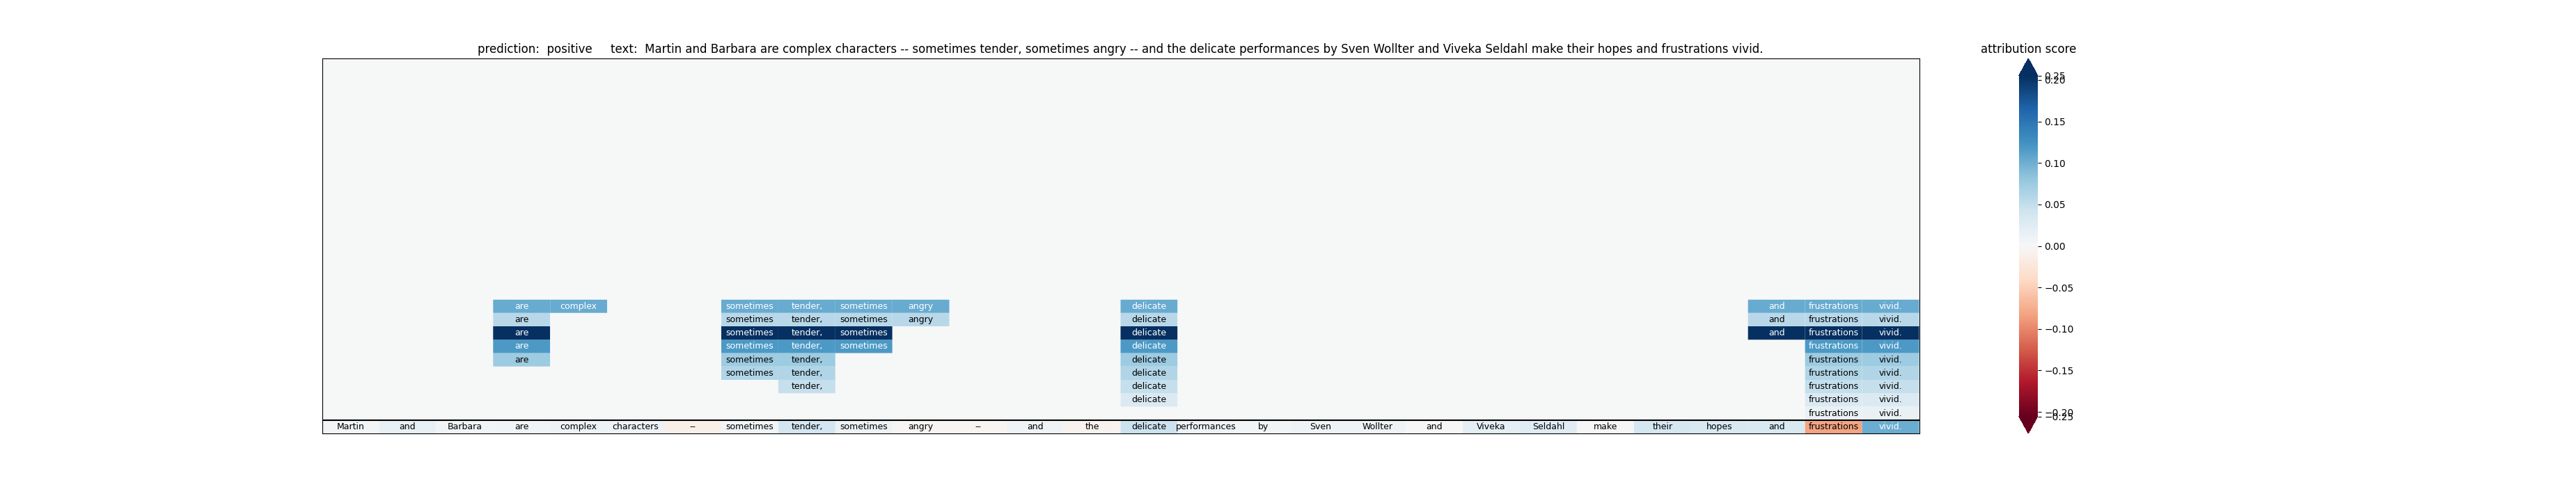 prediction: positive text: Martin and Barbara are complex characters -- sometimes tender, sometimes angry -- and the delicate performances by Sven Wollter and Viveka Seldahl make their hopes and frustrations vivid.
attribution score
0.25
0.20
0.15
0.10
0.05
0.00
−0.05
−0.10
−0.15
−0.20
−0.25
are complex sometimes tender, sometimes angry delicate and frustrations vivid.
are sometimes tender, sometimes angry delicate and frustrations vivid.
are sometimes tender, sometimes delicate and frustrations vivid.
are sometimes tender, sometimes delicate frustrations vivid.
are sometimes tender, delicate frustrations vivid.
sometimes tender, delicate frustrations vivid.
tender, delicate frustrations vivid.
delicate frustrations vivid.
frustrations vivid.
Martin and Barbara are complex characters -- sometimes tender, sometimes angry -- and the delicate performances by Sven Wollter and Viveka Seldahl make their hopes and frustrations vivid.